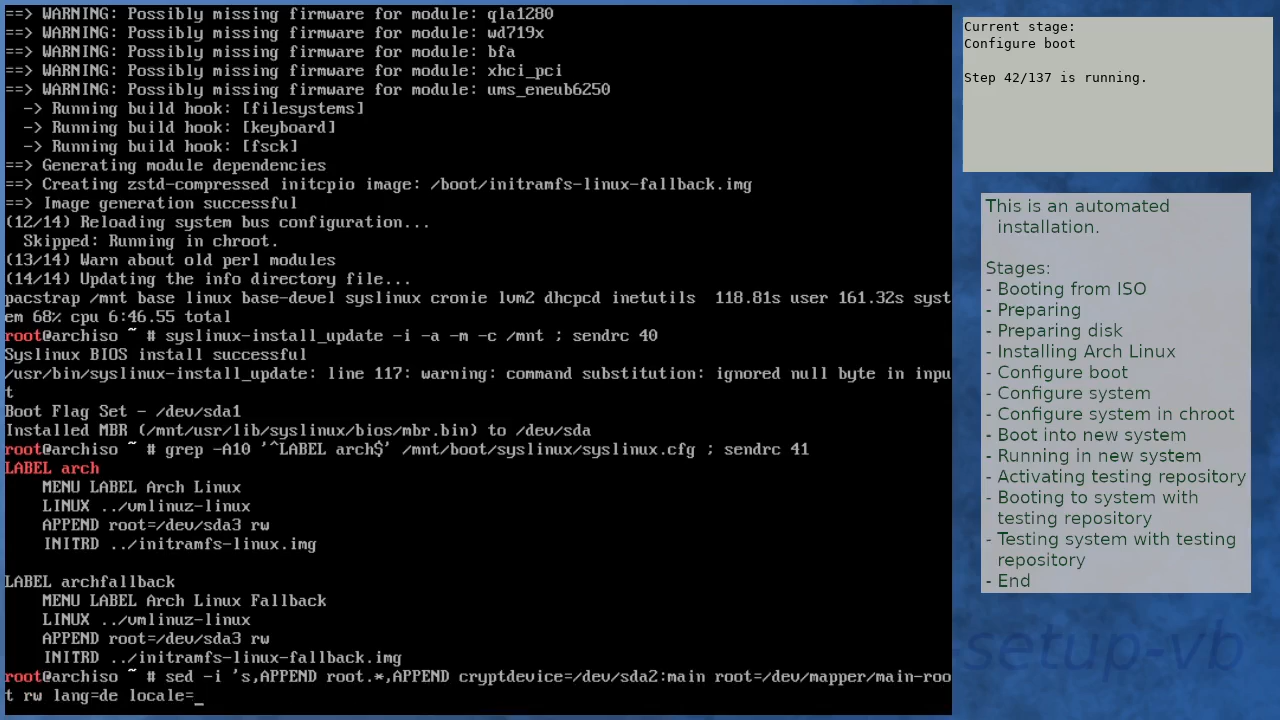 ==> WARNING: Possibly missing firmware for module: qla1280
==> WARNING: Possibly missing firmware for module: wd719x
==> WARNING: Possibly missing firmware for module: bfa
==> WARNING: Possibly missing firmware for module: xhci_pci
==> WARNING: Possibly missing firmware for module: ums_eneub6250
  -> Running build hook: [filesystems]
  -> Running build hook: [keyboard]
  -> Running build hook: [fsck]
==> Generating module dependencies
==> Creating zstd-compressed initcpio image: /boot/initramfs-linux-fallback.img
==> Image generation successful
(12/14) Reloading system bus configuration...
  Skipped: Running in chroot.
(13/14) Warn about old perl modules
(14/14) Updating the info directory file...
pacstrap /mnt base linux base-devel syslinux cronie lvm2 dhcpcd inetutils  118.81s user 161.32s syst
em 68% cpu 6:46.55 total
root@archiso ~ # syslinux-install_update -i -a -m -c /mnt ; sendrc 40
Syslinux BIOS install successful
/usr/bin/syslinux-install_update: line 117: warning: command substitution: ignored null byte in inpu
t
Boot Flag Set - /dev/sda1
Installed MBR (/mnt/usr/lib/syslinux/bios/mbr.bin) to /dev/sda
root@archiso ~ # grep -A10 '^LABEL arch$' /mnt/boot/syslinux/syslinux.cfg ; sendrc 41
LABEL arch
    MENU LABEL Arch Linux
    LINUX ../vmlinuz-linux
    APPEND root=/dev/sda3 rw
    INITRD ../initramfs-linux.img

LABEL archfallback
    MENU LABEL Arch Linux Fallback
    LINUX ../vmlinuz-linux
    APPEND root=/dev/sda3 rw
    INITRD ../initramfs-linux-fallback.img
root@archiso ~ # sed -i 's,APPEND root.*,APPEND cryptdevice=/dev/sda2:main root=/dev/mapper/main-roo
t rw lang=de locale=_
Current stage:
Configure boot

Step 42/137 is running.
This is an automated
installation.

Stages:
- Booting from ISO
- Preparing
- Preparing disk
- Installing Arch Linux
- Configure boot
- Configure system
- Configure system in chroot
- Boot into new system
- Running in new system
- Activating testing repository
- Booting to system with
testing repository
- Testing system with testing
repository
- End
-setup-vb